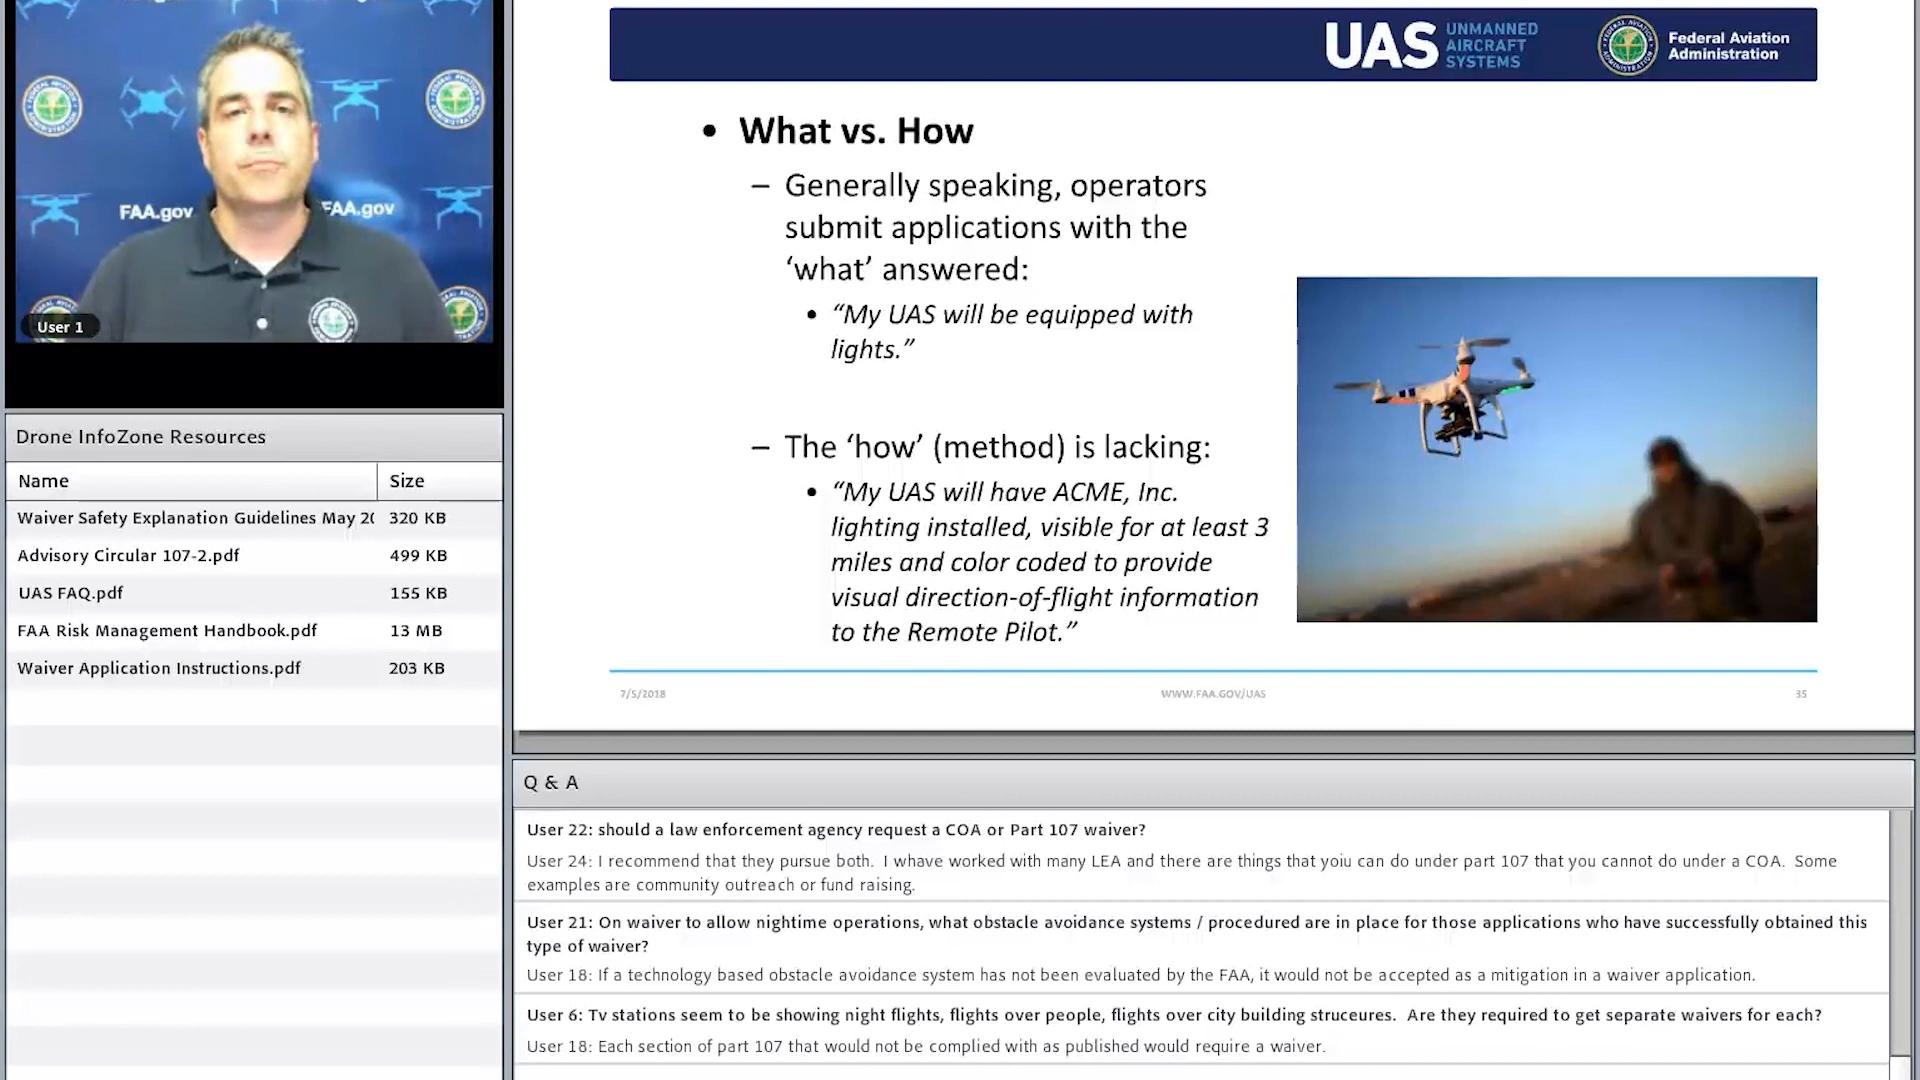 FAA.gov
FAA.gov
User 1
Drone InfoZone Resources
Name Size
Waiver Safety Explanation Guidelines May 20 320 KB
Advisory Circular 107-2.pdf 499 KB
UAS FAQ.pdf 155 KB
FAA Risk Management Handbook.pdf 13 MB
Waiver Application Instructions.pdf 203 KB
UAS UNMANNED
AIRCRAFT
SYSTEMS
Federal Aviation
Administration
• What vs. How
– Generally speaking, operators
submit applications with the
‘what’ answered:
• “My UAS will be equipped with
lights.”
– The ‘how’ (method) is lacking:
• “My UAS will have ACME, Inc.
lighting installed, visible for at least 3
miles and color coded to provide
visual direction-of-flight information
to the Remote Pilot.”
7/5/2018 WWW.FAA.GOV/UAS 35
Q & A
User 22: should a law enforcement agency request a COA or Part 107 waiver?
User 24: I recommend that they pursue both. I whave worked with many LEA and there are things that yoiu can do under part 107 that you cannot do under a COA. Some
examples are community outreach or fund raising.
User 21: On waiver to allow nightime operations, what obstacle avoidance systems / procedured are in place for those applications who have successfully obtained this
type of waiver?
User 18: If a technology based obstacle avoidance system has not been evaluated by the FAA, it would not be accepted as a mitigation in a waiver application.
User 6: Tv stations seem to be showing night flights, flights over people, flights over city building struceures. Are they required to get separate waivers for each?
User 18: Each section of part 107 that would not be complied with as published would require a waiver.